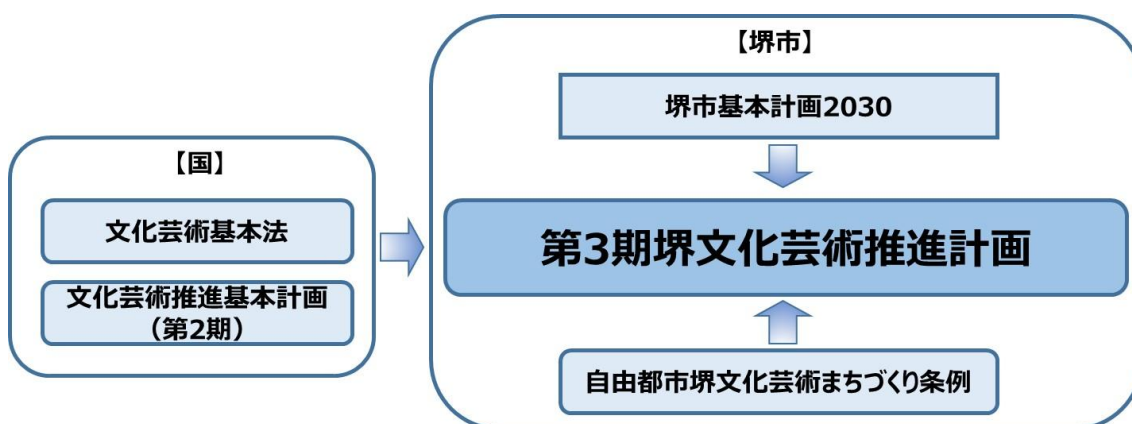 【国】
文化芸術基本法
文化芸術推進基本計画
（第2期）
【堺市】
堺市基本計画2030
第3期堺文化芸術推進計画
自由都市堺文化芸術まちづくり条例